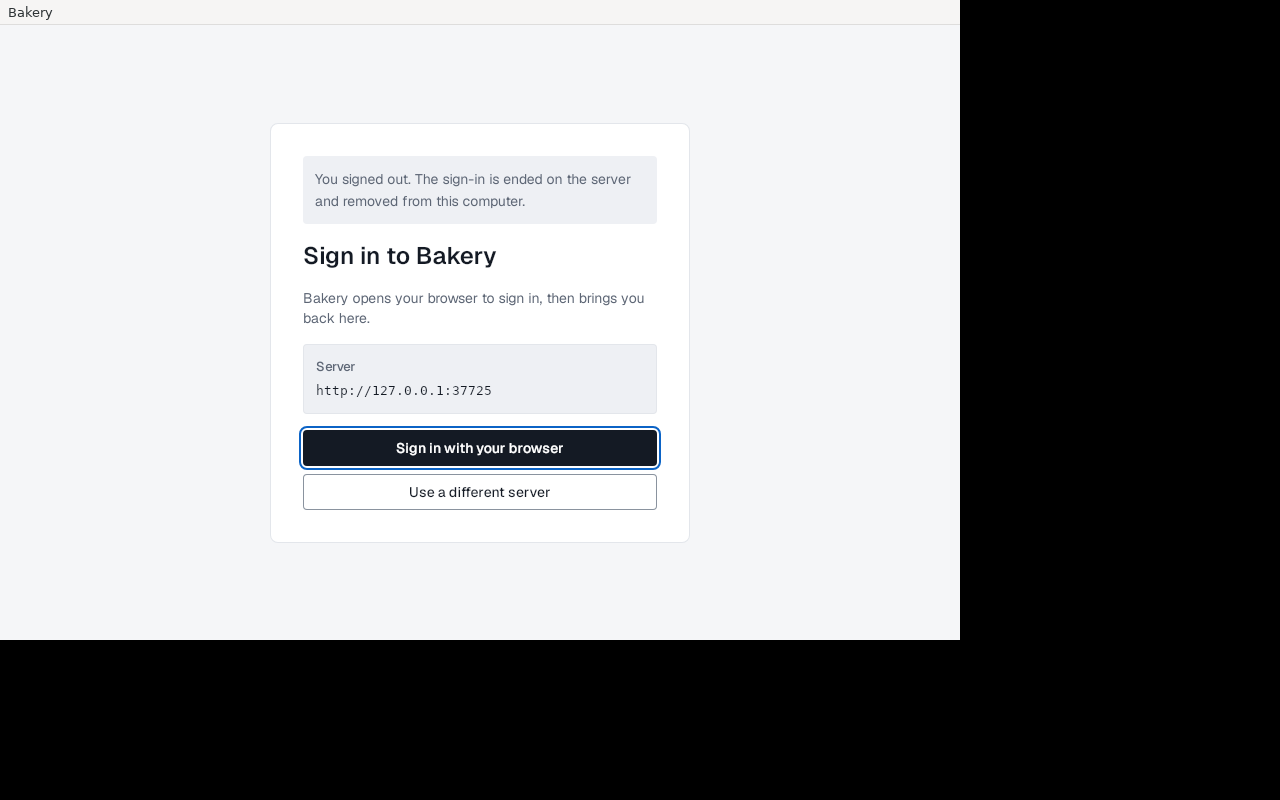 Bakery
You signed out. The sign-in is ended on the server
and removed from this computer.
Sign in to Bakery
Bakery opens your browser to sign in, then brings you
back here.
Server
http://127.0.0.1:37725
Sign in with your browser
Use a different server